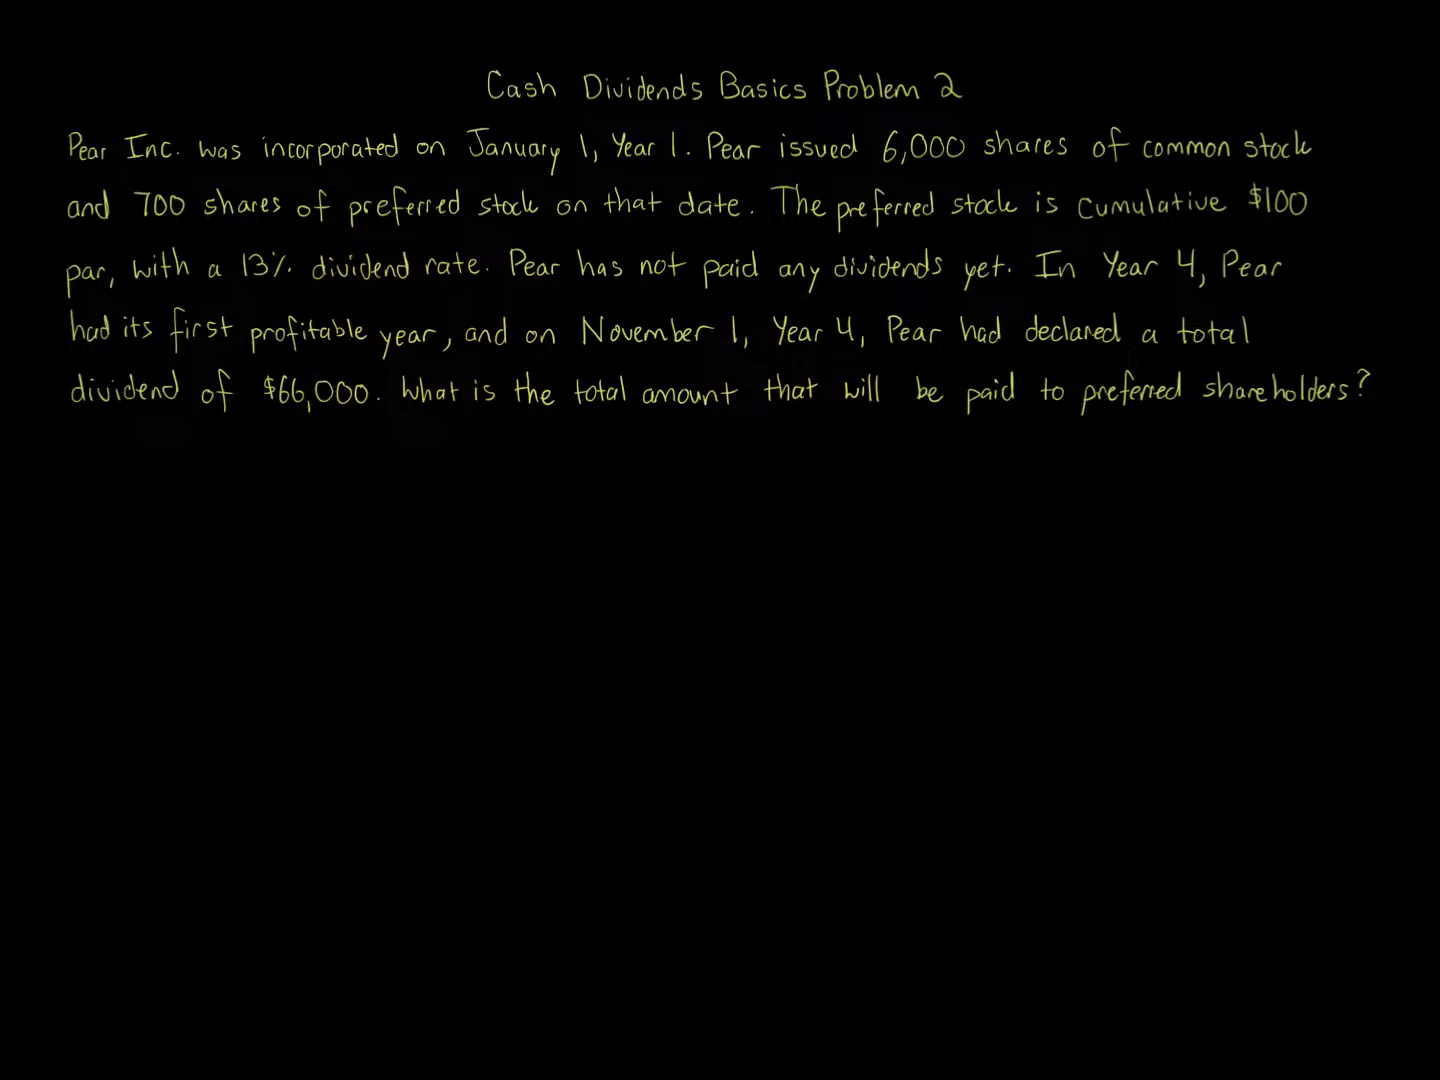 Cash Dividends Basics Problem 2
Pear Inc. was incorporated on January 1, Year 1. Pear issued 6,000 shares of common stock
and 700 shares of preferred stock on that date. The preferred stock is cumulative $100
par, with a 13% dividend rate. Pear has not paid any dividends yet. In Year 4, Pear
had its first profitable year, and on November 1, Year 4, Pear had declared a total
dividend of $66,000. What is the total amount that will be paid to preferred shareholders?